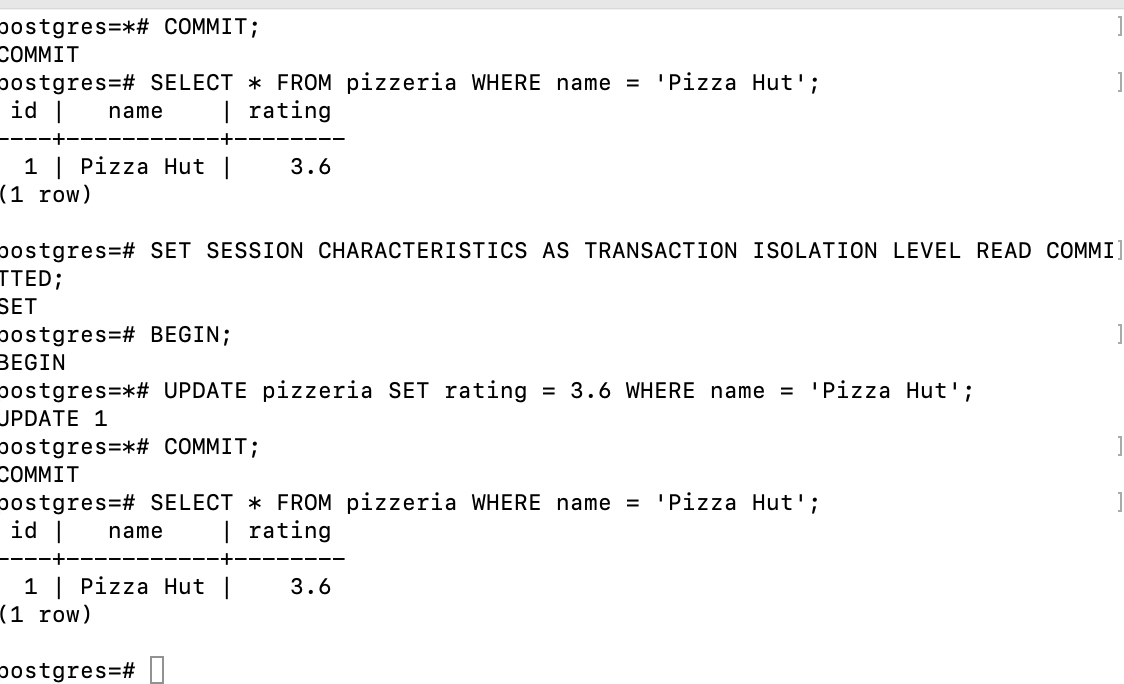 postgres=*# COMMIT;
COMMIT
postgres=# SELECT * FROM pizzeria WHERE name = 'Pizza Hut';
 id |   name    | rating
----+-----------+--------
  1 | Pizza Hut |    3.6
(1 row)

postgres=# SET SESSION CHARACTERISTICS AS TRANSACTION ISOLATION LEVEL READ COMMI
TTED;
SET
postgres=# BEGIN;
BEGIN
postgres=*# UPDATE pizzeria SET rating = 3.6 WHERE name = 'Pizza Hut';
UPDATE 1
postgres=*# COMMIT;
COMMIT
postgres=# SELECT * FROM pizzeria WHERE name = 'Pizza Hut';
 id |   name    | rating
----+-----------+--------
  1 | Pizza Hut |    3.6
(1 row)

postgres=#